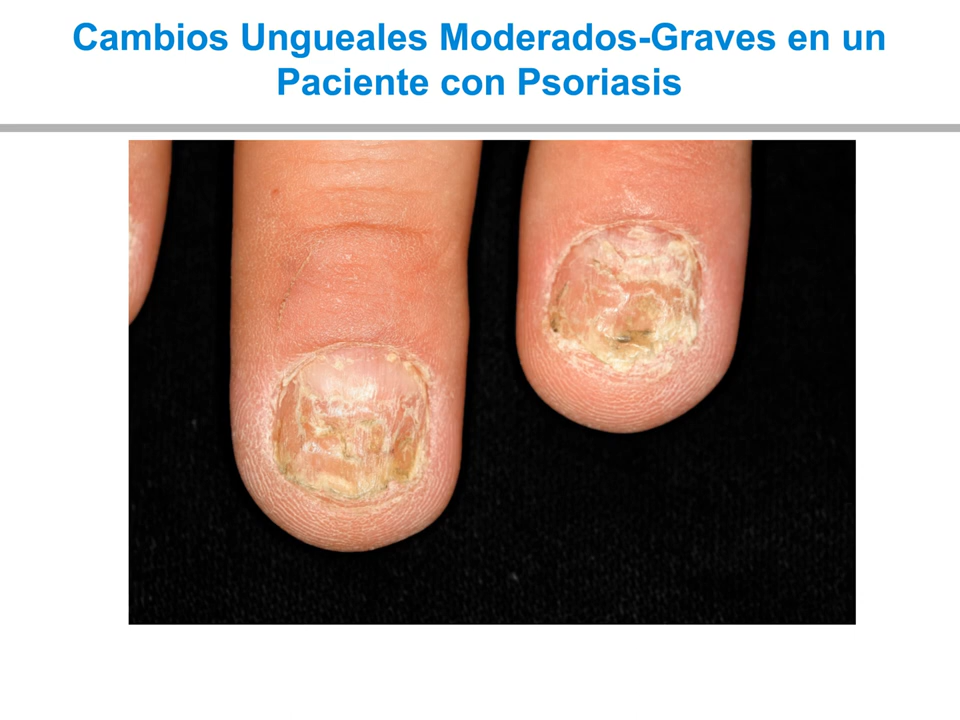 Cambios Ungueales Moderados-Graves en un
Paciente con Psoriasis